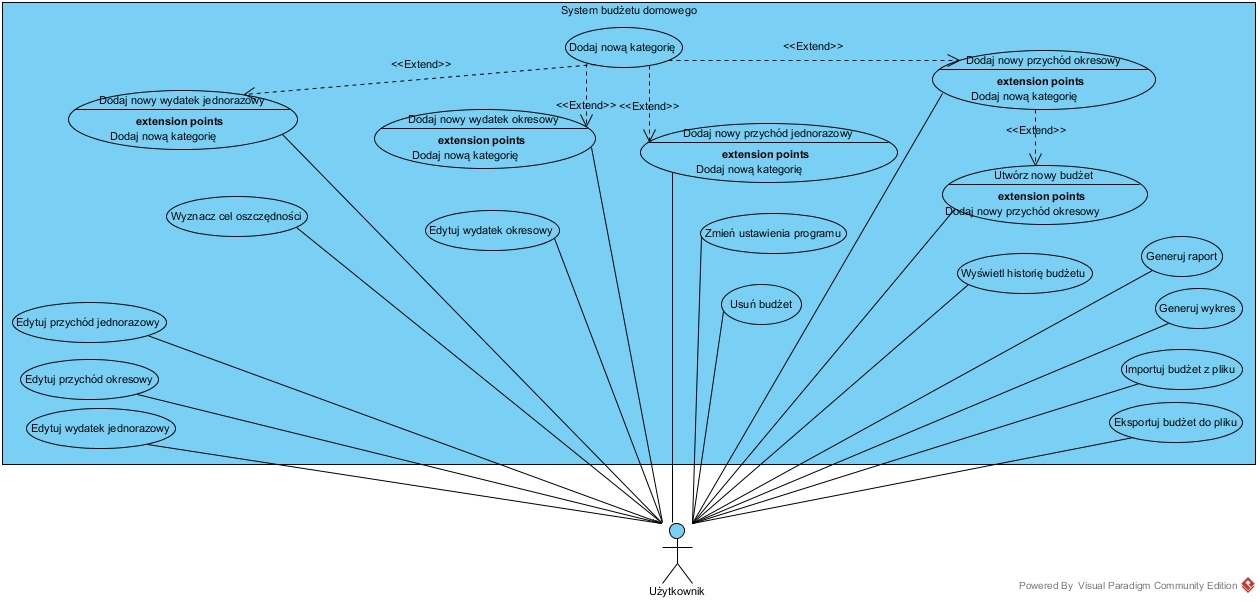 System budżetu domowego
Dodaj nową kategorię
<<Extend>>
<<Extend>>
<<Extend>>
<<Extend>>
Dodaj nowy wydatek jednorazowy
extension points
Dodaj nową kategorię
Dodaj nowy wydatek okresowy
extension points
Dodaj nową kategorię
Dodaj nowy przychód jednorazowy
extension points
Dodaj nową kategorię
Dodaj nowy przychód okresowy
extension points
Dodaj nową kategorię
<<Extend>>
Utwórz nowy budżet
extension points
Dodaj nowy przychód okresowy
Wyznacz cel oszczędności
Edytuj wydatek okresowy
Zmień ustawienia programu
Wyświetl historię budżetu
Generuj raport
Usuń budżet
Generuj wykres
Edytuj przychód jednorazowy
Importuj budżet z pliku
Edytuj przychód okresowy
Eksportuj budżet do pliku
Edytuj wydatek jednorazowy
Użytkownik
Powered By Visual Paradigm Community Edition